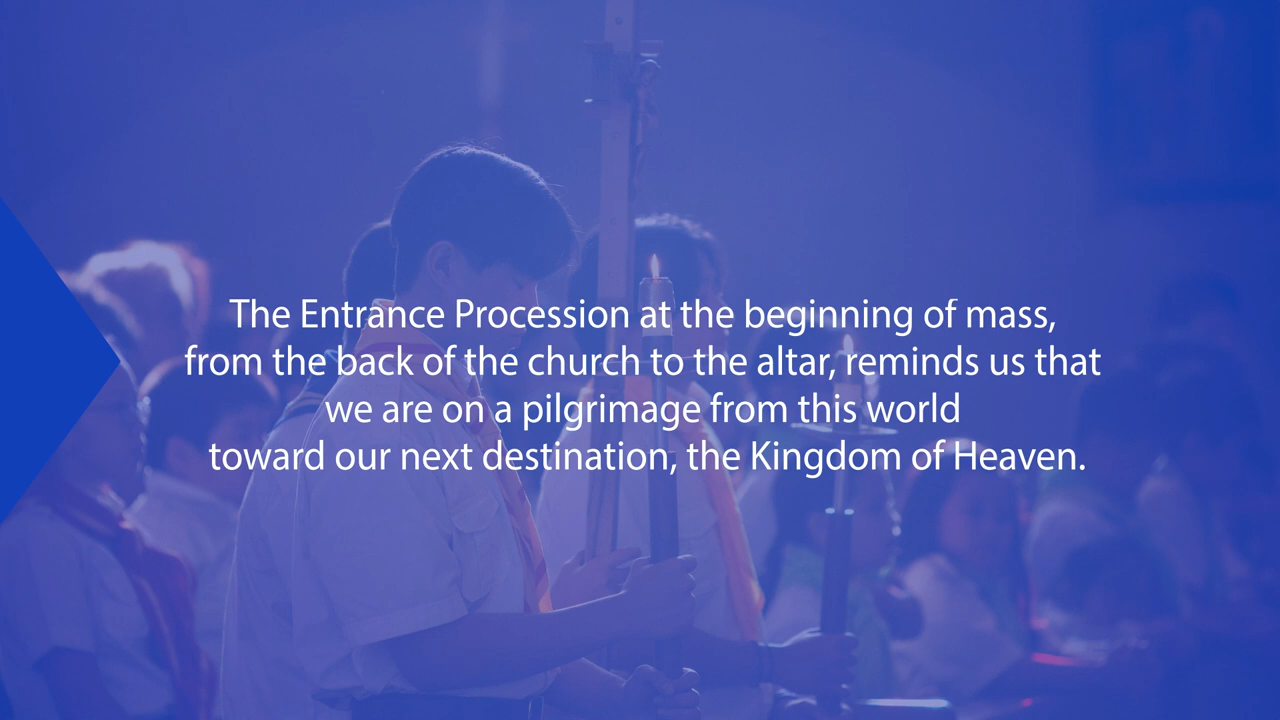 The Entrance Procession at the beginning of mass,
from the back of the church to the altar, reminds us that
we are on a pilgrimage from this world
toward our next destination, the Kingdom of Heaven.